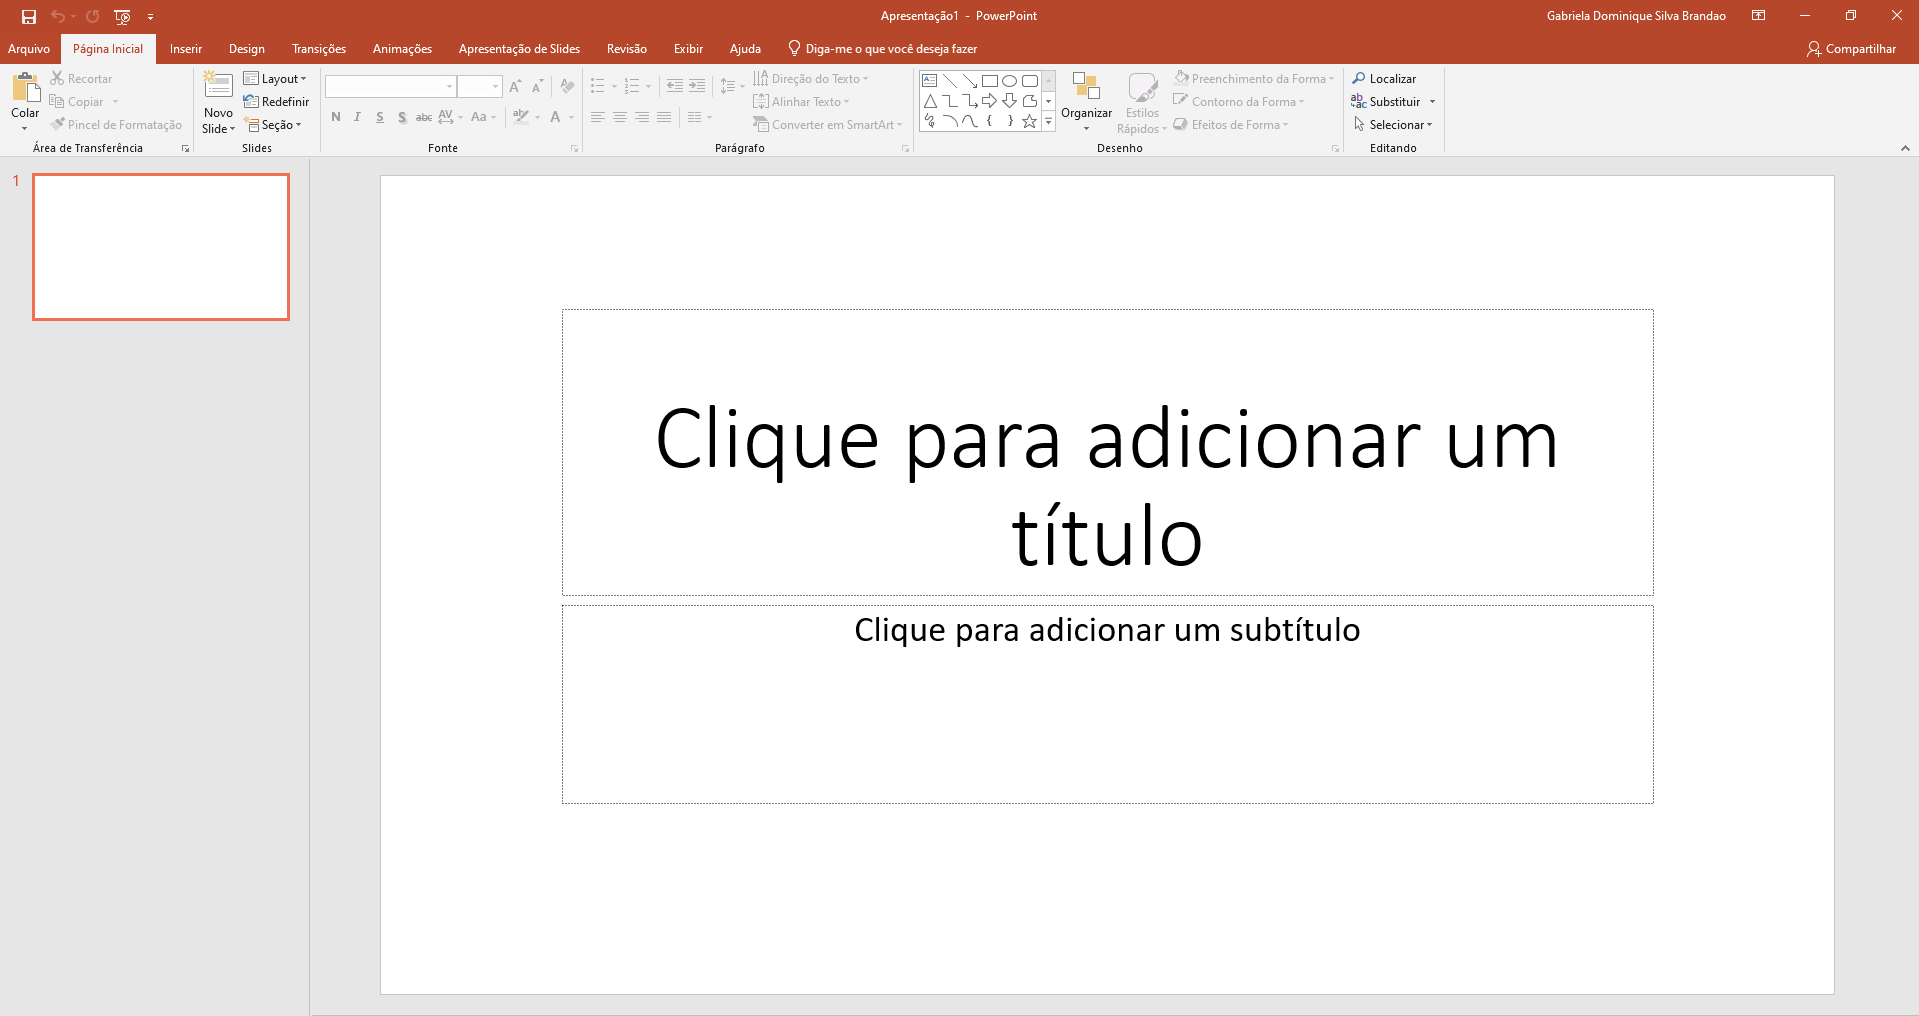 Apresentação1 - PowerPoint
Gabriela Dominique Silva Brandao
Arquivo Página Inicial Inserir Design Transições Animações Apresentação de Slides Revisão Exibir Ajuda Diga-me o que você deseja fazer Compartilhar
Colar
Recortar
Copiar
Pincel de Formatação
Área de Transferência
Novo
Slide
Layout
Redefinir
Seção
Slides
N I S S abc AV Aa A
Fonte
Direção do Texto
Alinhar Texto
Converter em SmartArt
Parágrafo
Organizar
Estilos
Rápidos
Preenchimento da Forma
Contorno da Forma
Efeitos de Forma
Desenho
Localizar
Substituir
Selecionar
Editando
1
Clique para adicionar um
título
Clique para adicionar um subtítulo